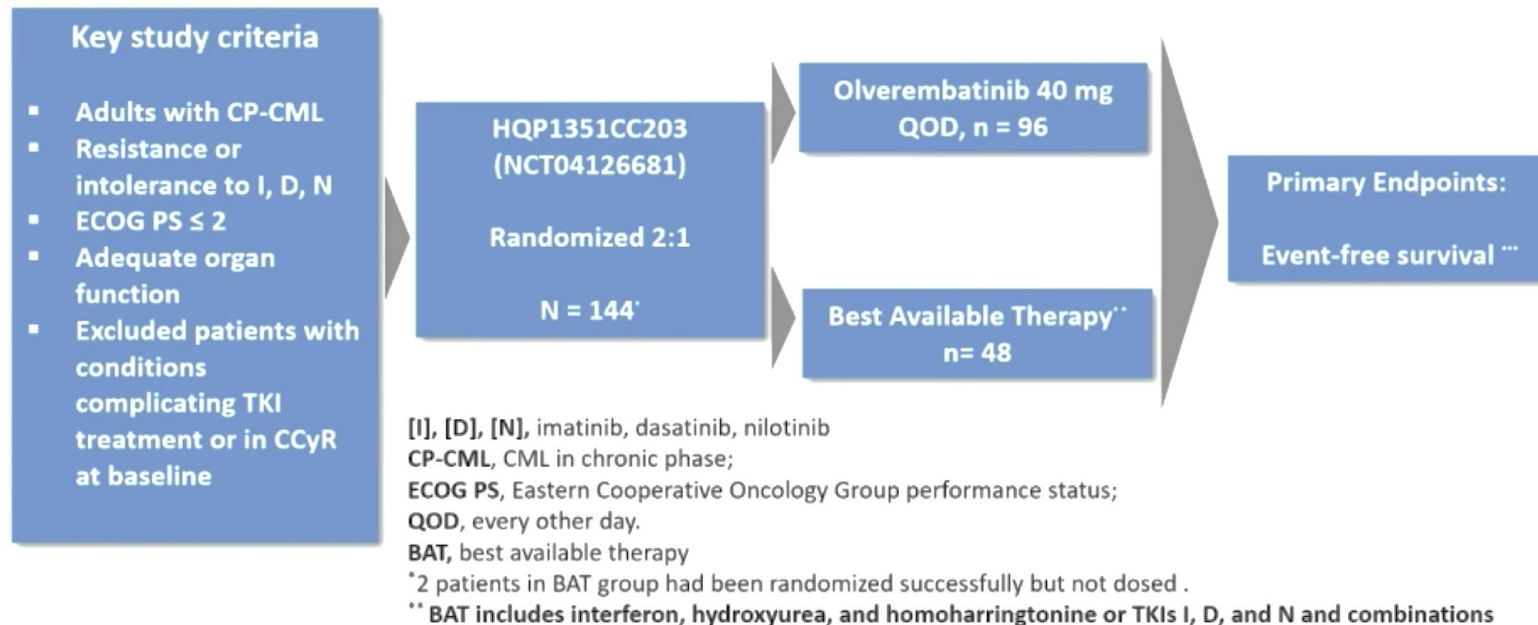 Key study criteria
▪ Adults with CP-CML
▪ Resistance or
intolerance to I, D, N
▪ ECOG PS ≤ 2
▪ Adequate organ
function
▪ Excluded patients with
conditions
complicating TKI
treatment or in CCyR
at baseline
HQP1351CC203
(NCT04126681)
Randomized 2:1
N = 144*
Olverembatinib 40 mg
QOD, n = 96
Best Available Therapy**
n= 48
Primary Endpoints:
Event-free survival ***
[I], [D], [N], imatinib, dasatinib, nilotinib
CP-CML, CML in chronic phase;
ECOG PS, Eastern Cooperative Oncology Group performance status;
QOD, every other day.
BAT, best available therapy
*2 patients in BAT group had been randomized successfully but not dosed .
** BAT includes interferon, hydroxyurea, and homoharringtonine or TKIs I, D, and N and combinations